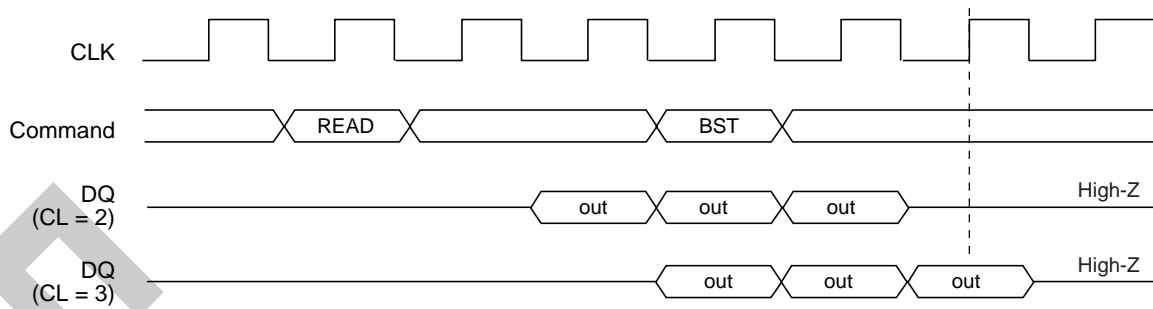 CLK
Command
READ
BST
DQ
(CL = 2)
out
out
out
High-Z
DQ
(CL = 3)
out
out
out
High-Z